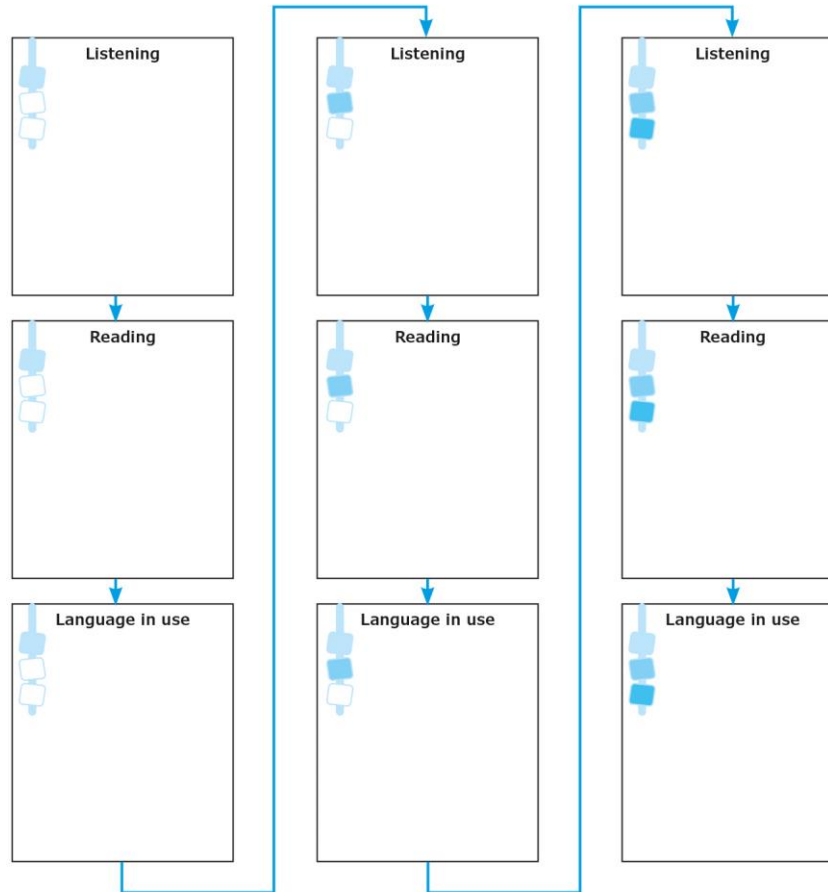 Listening
Reading
Language in use
Listening
Reading
Language in use
Listening
Reading
Language in use